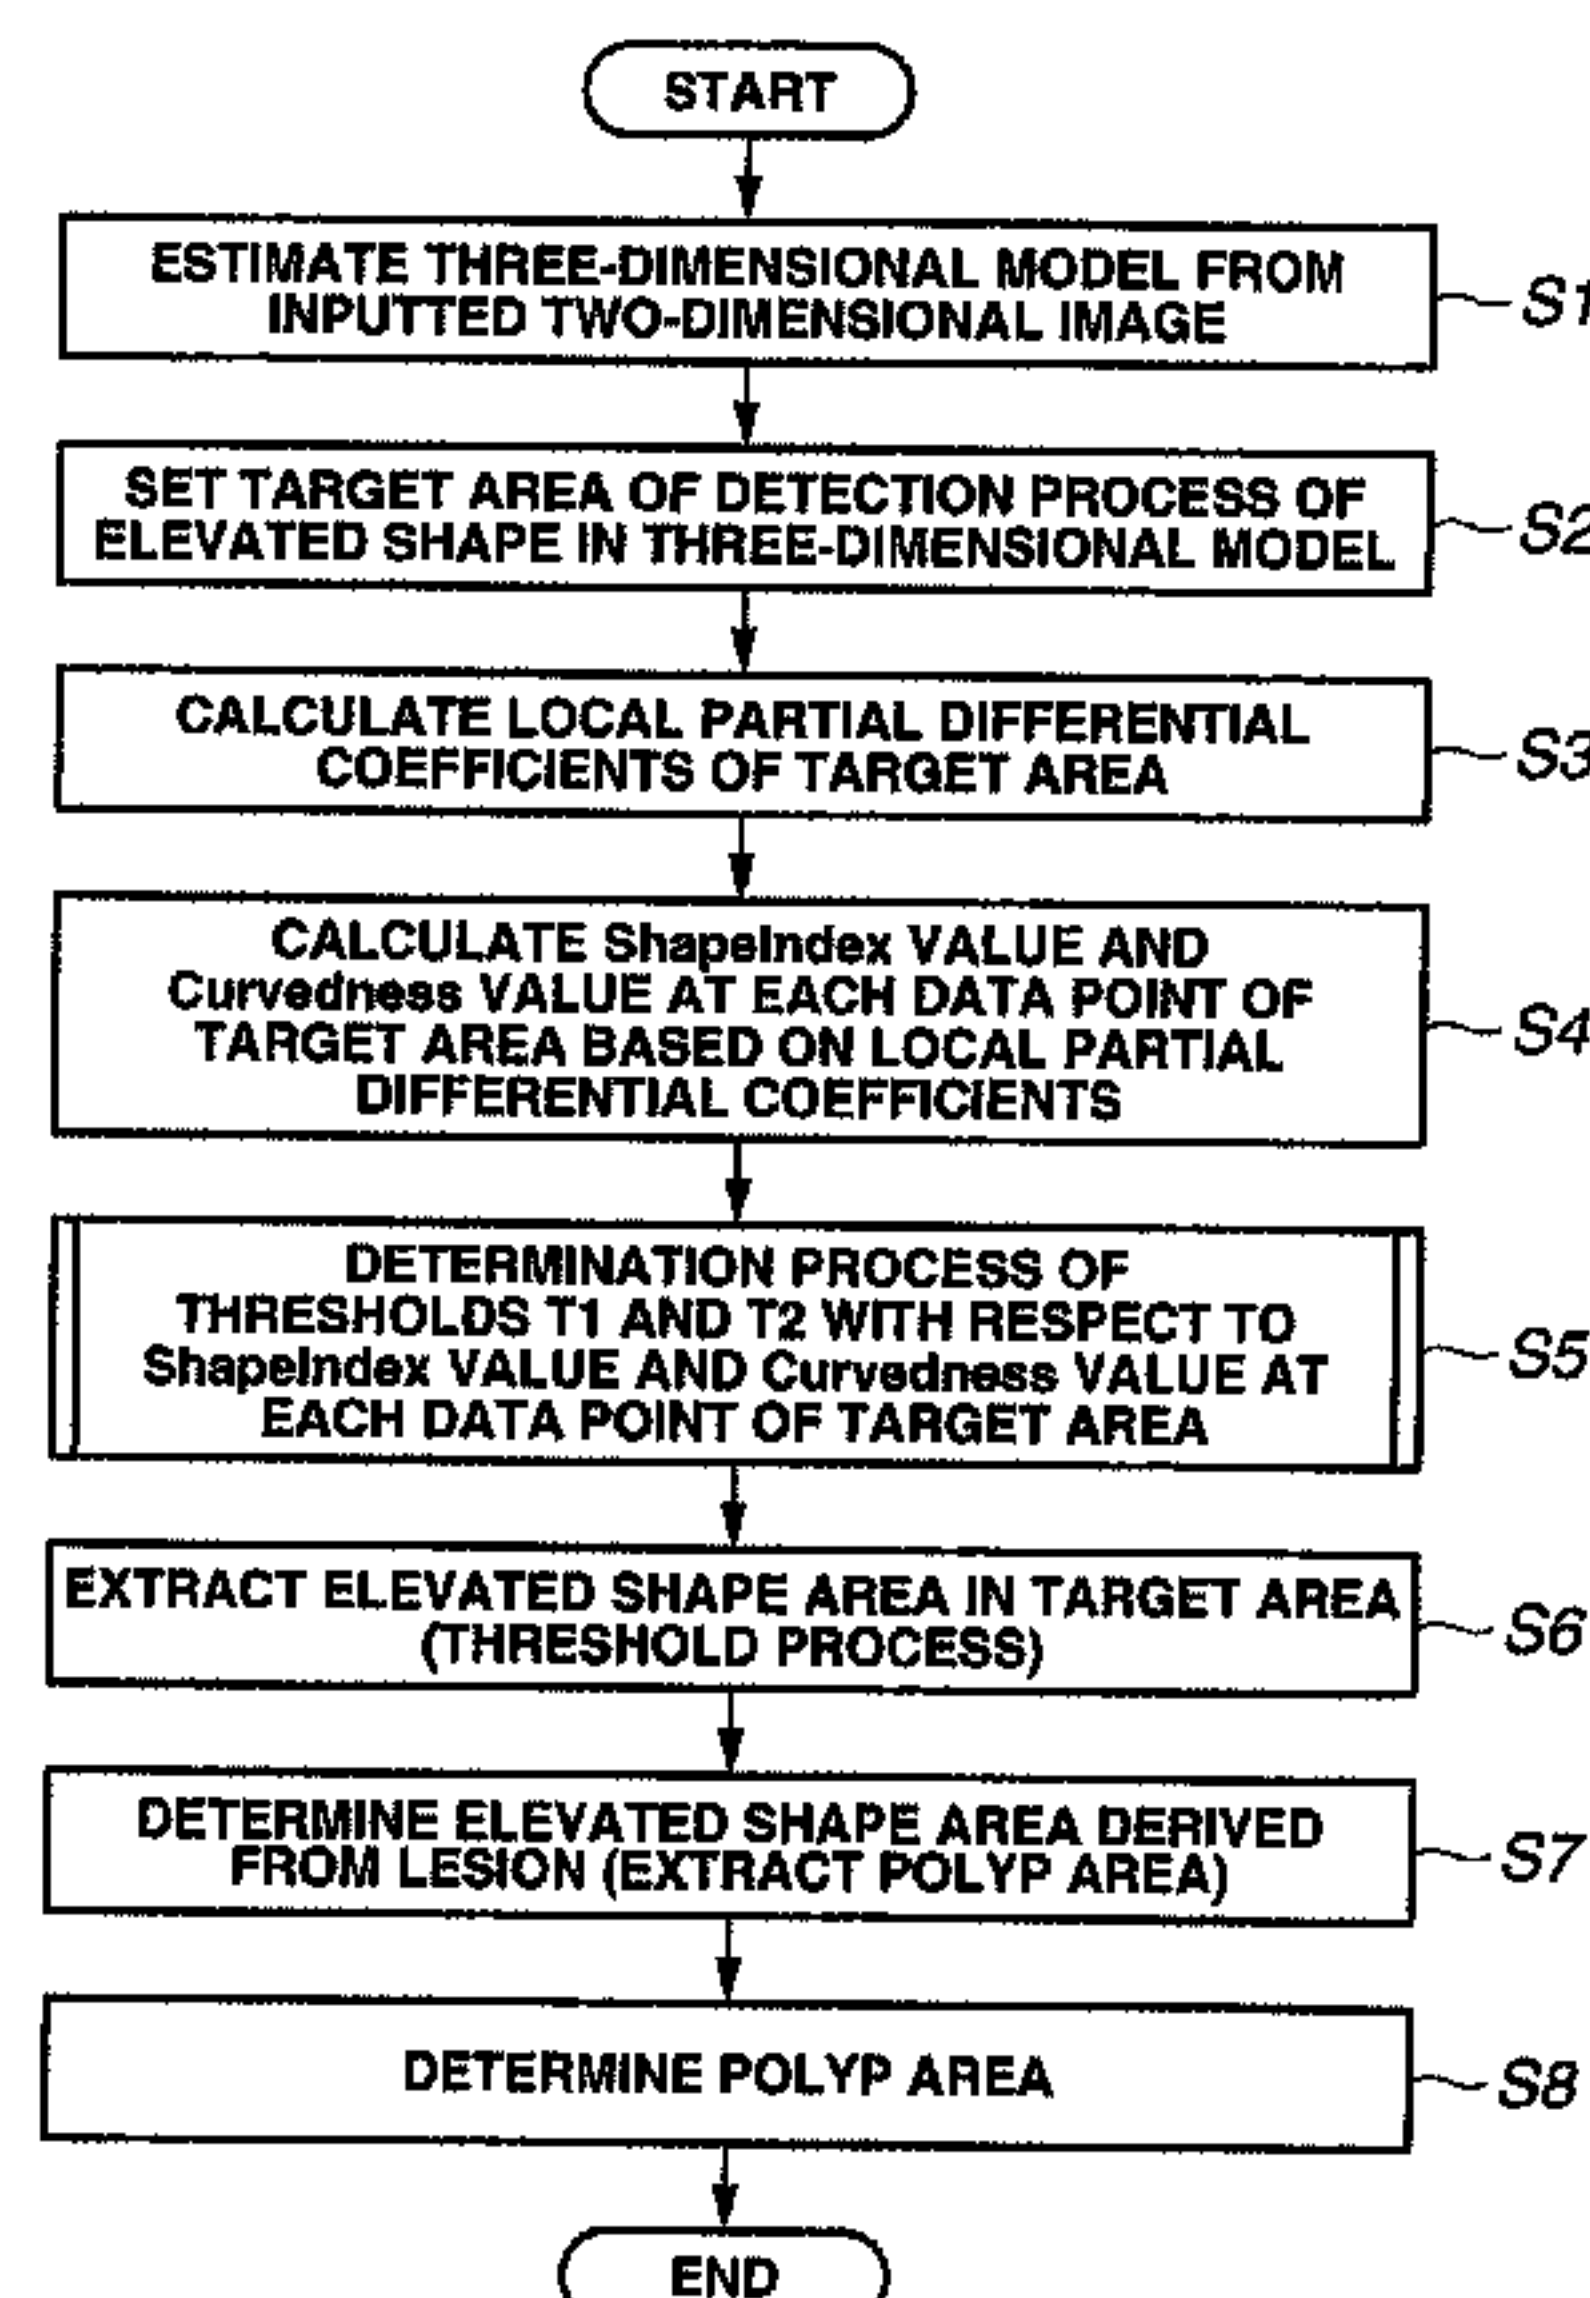 START
ESTIMATE THREE-DIMENSIONAL MODEL FROM
INPUTTED TWO-DIMENSIONAL IMAGE
S1
SET TARGET AREA OF DETECTION PROCESS OF
ELEVATED SHAPE IN THREE-DIMENSIONAL MODEL
S2
CALCULATE LOCAL PARTIAL DIFFERENTIAL
COEFFICIENTS OF TARGET AREA
S3
CALCULATE ShapeIndex VALUE AND
Curvedness VALUE AT EACH DATA POINT OF
TARGET AREA BASED ON LOCAL PARTIAL
DIFFERENTIAL COEFFICIENTS
S4
DETERMINATION PROCESS OF
THRESHOLDS T1 AND T2 WITH RESPECT TO
ShapeIndex VALUE AND Curvedness VALUE AT
EACH DATA POINT OF TARGET AREA
S5
EXTRACT ELEVATED SHAPE AREA IN TARGET AREA
(THRESHOLD PROCESS)
S6
DETERMINE ELEVATED SHAPE AREA DERIVED
FROM LESION (EXTRACT POLYP AREA)
S7
DETERMINE POLYP AREA
S8
END